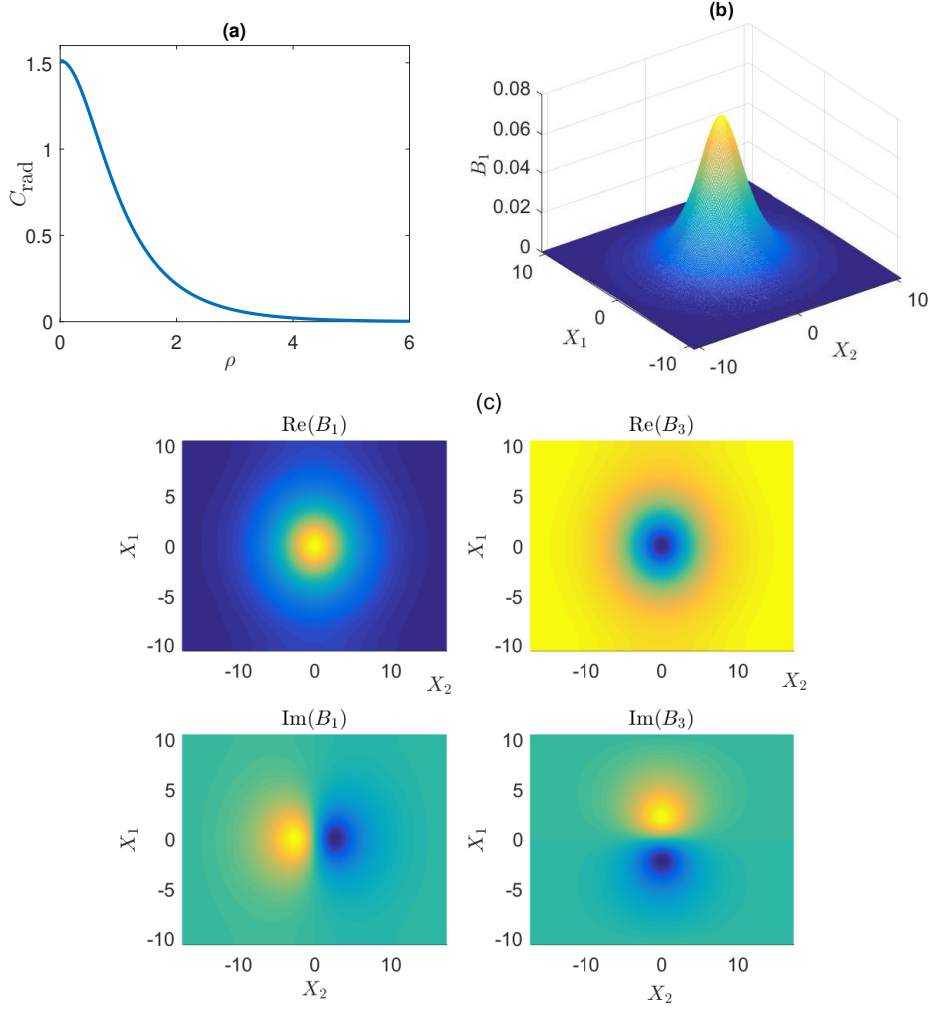 (a)
1.5
1
0.5
0
C_rad
0 2 4 6
ρ
(b)
0.08
0.06
0.04
0.02
0
B_1
10
0
-10
X_1
-10
0
10
X_2
(c)
Re(B_1)
10
5
0
-5
-10
X_1
-10 0 10
X_2
Re(B_3)
10
5
0
-5
-10
X_1
-10 0 10
X_2
Im(B_1)
10
5
0
-5
-10
X_1
-10 0 10
X_2
Im(B_3)
10
5
0
-5
-10
X_1
-10 0 10
X_2